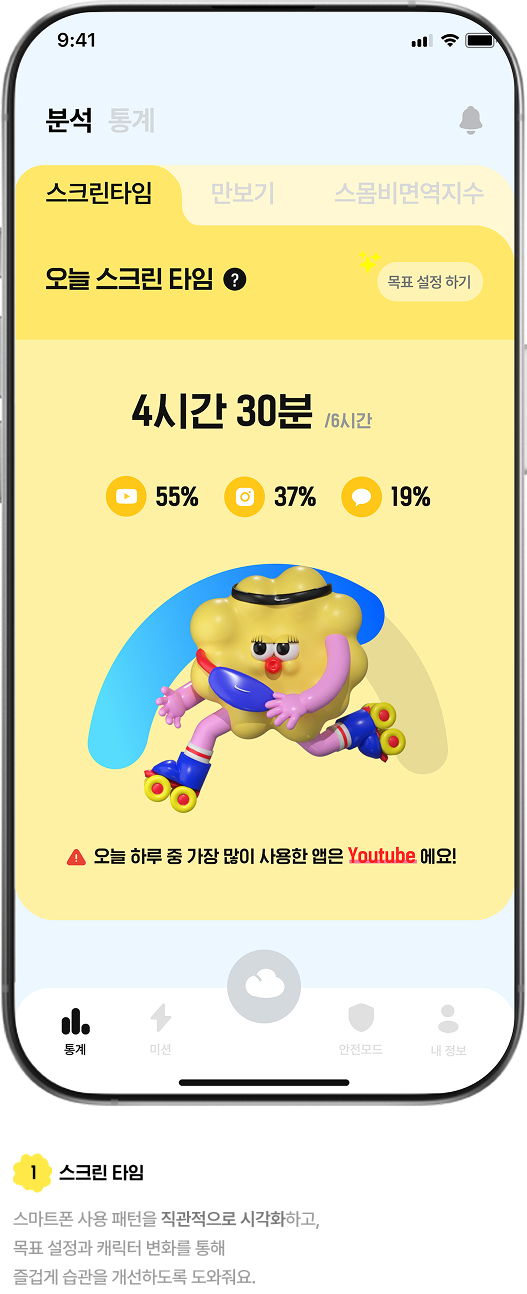 9:41
분석 통계
스크린타임 만보기 스몸비면역지수
오늘 스크린 타임 ?
목표 설정 하기
4시간 30분 /6시간
55% 37% 19%
오늘 하루 중 가장 많이 사용한 앱은 Youtube 에요!
통계 미션 안전모드 내 정보
1 스크린 타임
스마트폰 사용 패턴을 직관적으로 시각화하고,
목표 설정과 캐릭터 변화를 통해
즐겁게 습관을 개선하도록 도와줘요.